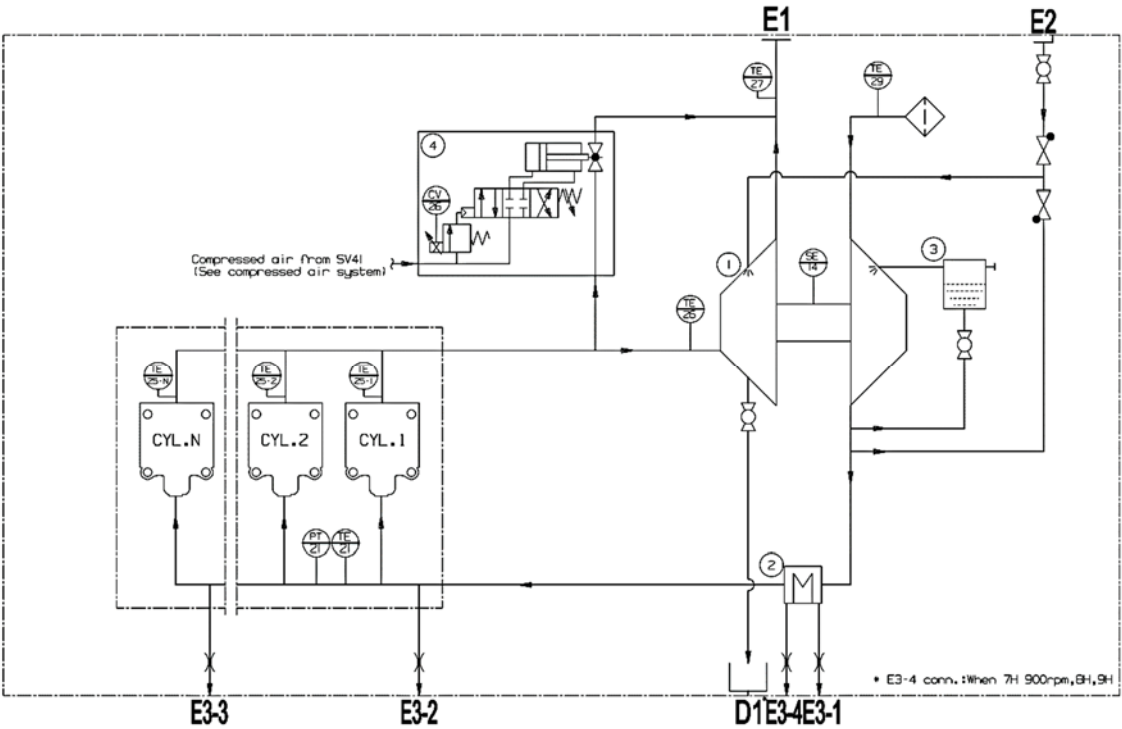 E1
E2
TE
27
TE
29
4
CV
26
Compressed air from SV41
(See compressed air system)
1
SE
14
3
TE
26
TE
25-N
TE
25-2
TE
25-1
CYL.N
CYL.2
CYL.1
PT
21
TE
21
2
M
* E3-4 conn.:When 7H 900rpm,8H,9H
E3-3
E3-2
D1
*E3-4
E3-1